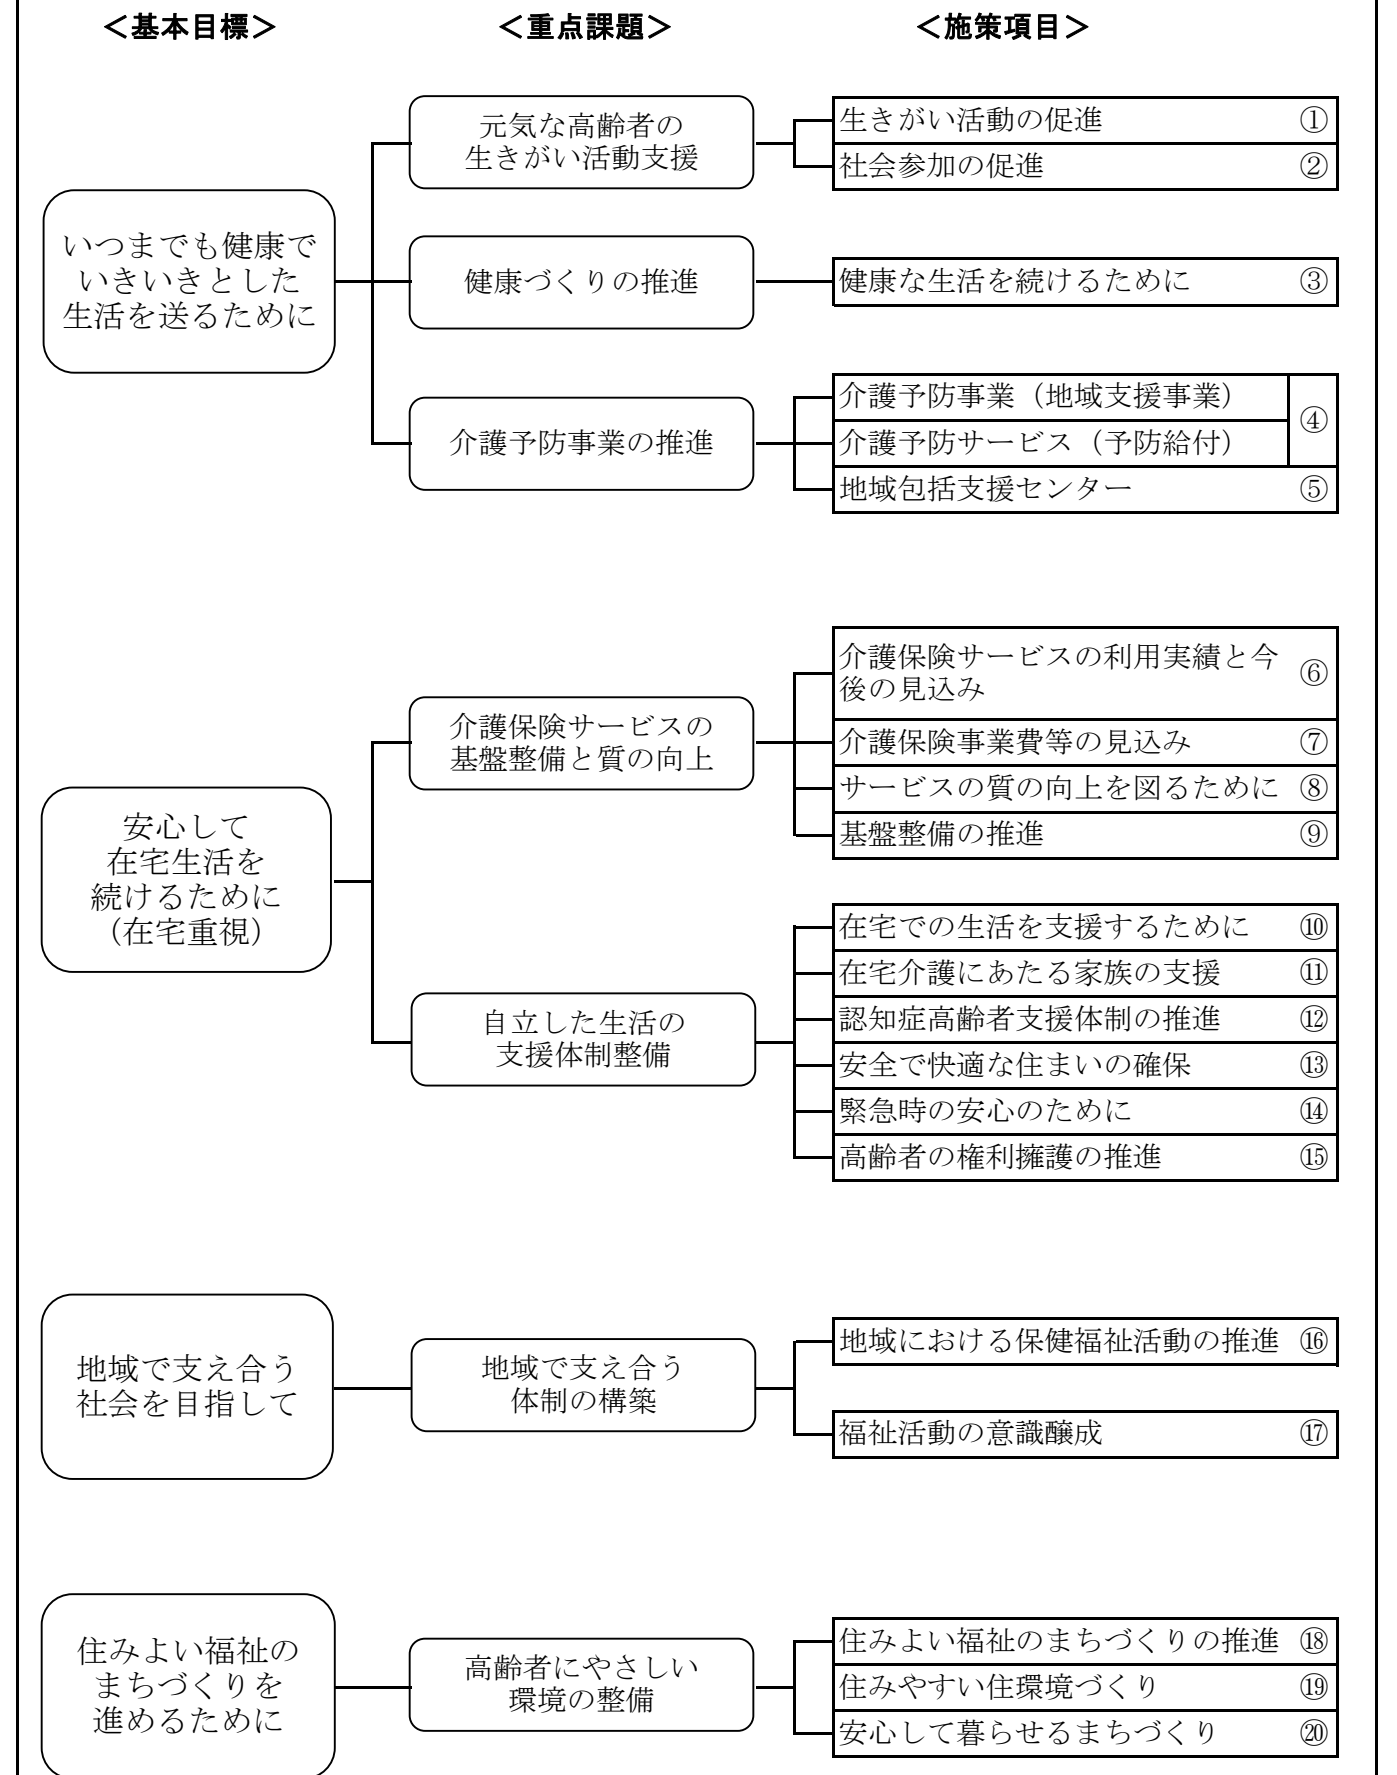 ＜基本目標＞
＜重点課題＞
＜施策項目＞
いつまでも健康で
いきいきとした
生活を送るために
元気な高齢者の
生きがい活動支援
生きがい活動の促進 ①
社会参加の促進 ②
健康づくりの推進
健康な生活を続けるために ③
介護予防事業の推進
介護予防事業（地域支援事業）
④
介護予防サービス（予防給付）
地域包括支援センター ⑤
安心して
在宅生活を
続けるために
（在宅重視）
介護保険サービスの
基盤整備と質の向上
介護保険サービスの利用実績と今
後の見込み
⑥
介護保険事業費等の見込み ⑦
サービスの質の向上を図るために ⑧
基盤整備の推進 ⑨
自立した生活の
支援体制整備
在宅での生活を支援するために ⑩
在宅介護にあたる家族の支援 ⑪
認知症高齢者支援体制の推進 ⑫
安全で快適な住まいの確保 ⑬
緊急時の安心のために ⑭
高齢者の権利擁護の推進 ⑮
地域で支え合う
社会を目指して
地域で支え合う
体制の構築
地域における保健福祉活動の推進 ⑯
福祉活動の意識醸成 ⑰
住みよい福祉の
まちづくりを
進めるために
高齢者にやさしい
環境の整備
住みよい福祉のまちづくりの推進 ⑱
住みやすい住環境づくり ⑲
安心して暮らせるまちづくり ⑳